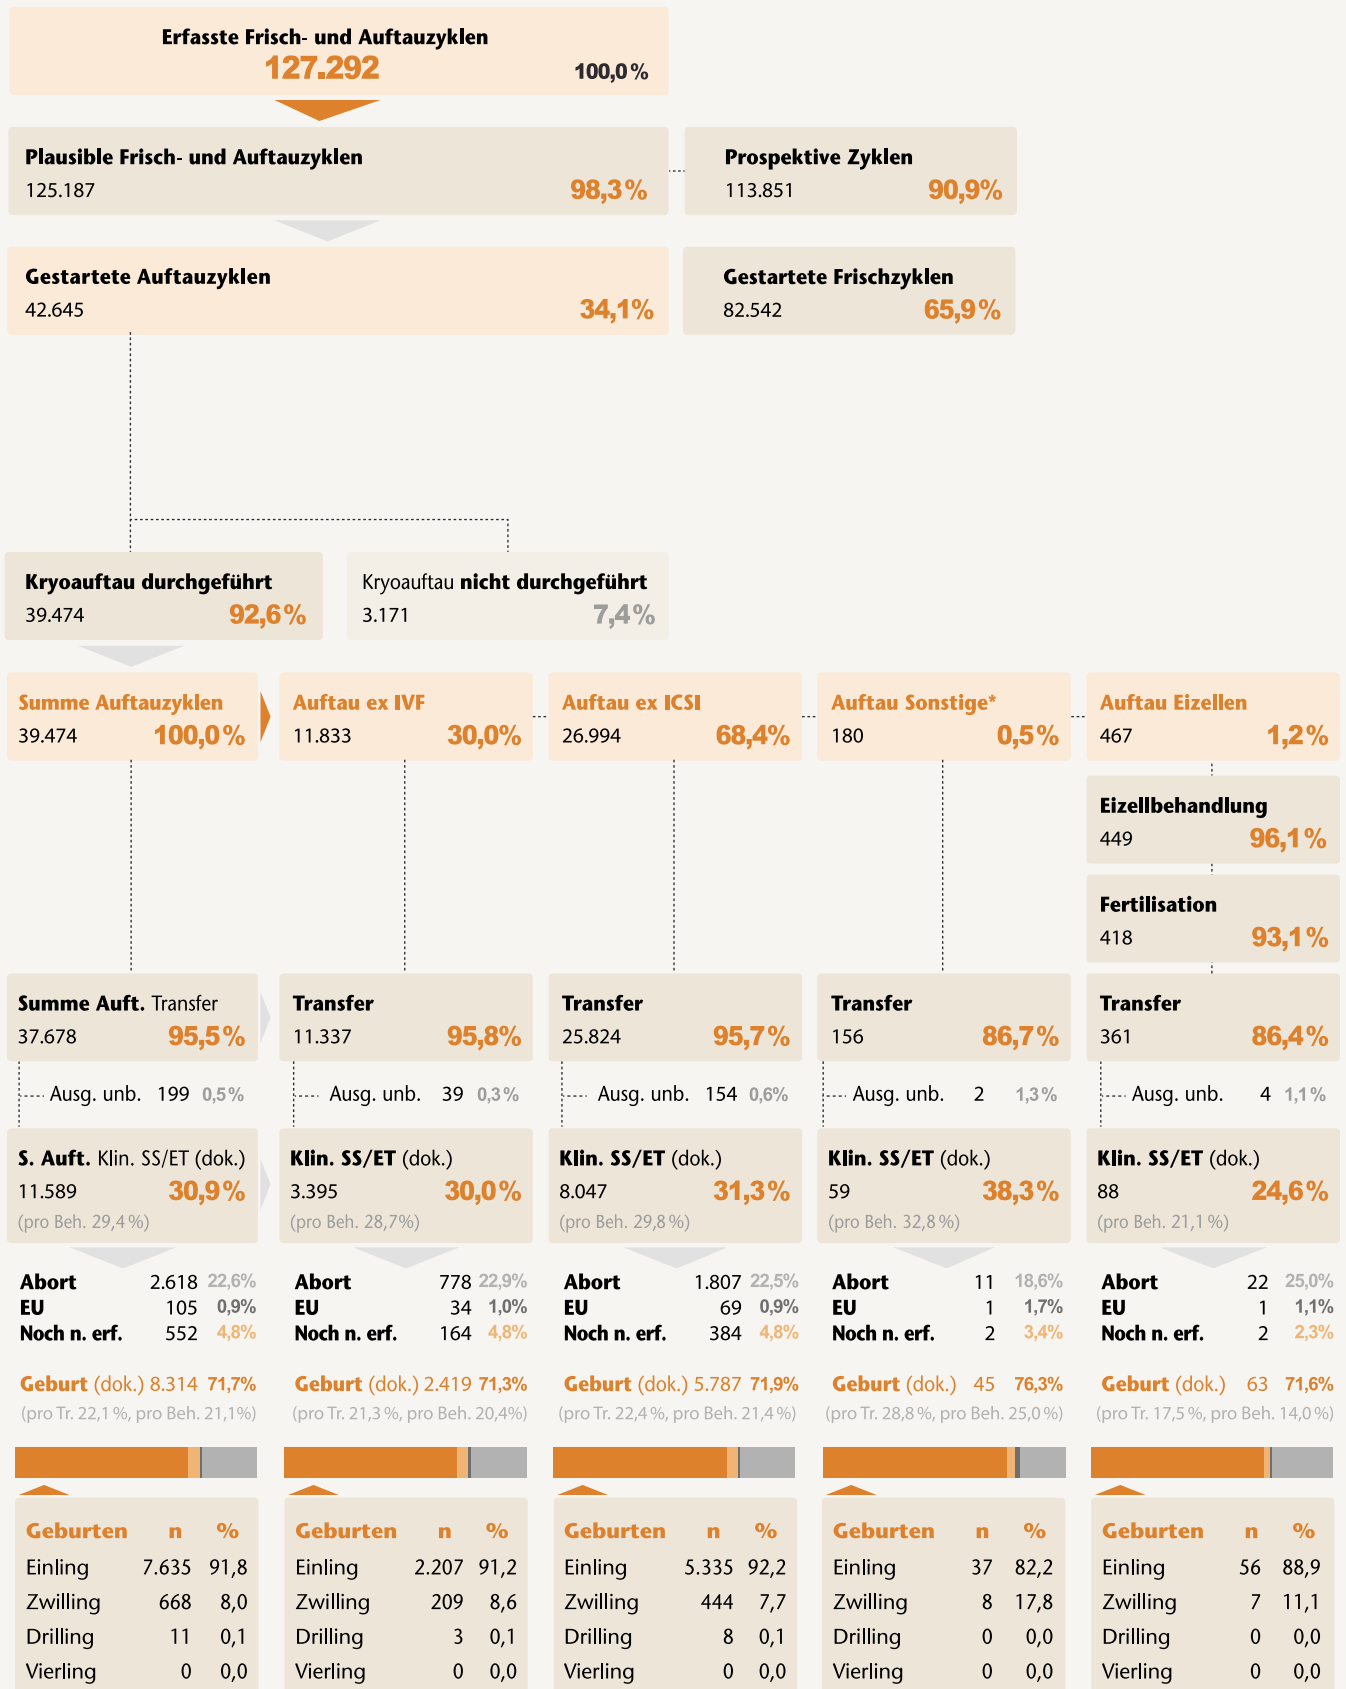 Erfasste Frisch- und Auftauzyklen
127.292 100,0 %
Plausible Frisch- und Auftauzyklen
125.187 98,3 %
Prospektive Zyklen
113.851 90,9%
Gestartete Auftauzyklen
42.645 34,1%
Gestartete Frischzyklen
82.542 65,9%
Kryoauftau durchgeführt
39.474 92,6 %
Kryoauftau nicht durchgeführt
3.171 7,4 %
Summe Auftauzyklen
39.474 100,0 %
Auftau ex IVF
11.833 30,0%
Auftau ex ICSI
26.994 68,4%
Auftau Sonstige*
180 0,5 %
Auftau Eizellen
467 1,2 %
Eizellbehandlung
449 96,1 %
Fertilisation
418 93,1 %
Summe Auft. Transfer
37.678 95,5 %
Transfer
11.337 95,8%
Transfer
25.824 95,7%
Transfer
156 86,7 %
Transfer
361 86,4 %
Ausg. unb. 199 0,5 %
Ausg. unb. 39 0,3 %
Ausg. unb. 154 0,6%
Ausg. unb. 2 1,3 %
Ausg. unb. 4 1,1 %
S. Auft. Klin. SS/ET (dok.)
11.589 30,9 %
(pro Beh. 29,4 %)
Klin. SS/ET (dok.)
3.395 30,0%
(pro Beh. 28,7%)
Klin. SS/ET (dok.)
8.047 31,3 %
(pro Beh. 29,8 %)
Klin. SS/ET (dok.)
59 38,3 %
(pro Beh. 32,8 %)
Klin. SS/ET (dok.)
88 24,6 %
(pro Beh. 21,1 %)
Abort 2.618 22,6%
EU 105 0,9%
Noch n. erf. 552 4,8%
Abort 778 22,9%
EU 34 1,0%
Noch n. erf. 164 4,8%
Abort 1.807 22,5%
EU 69 0,9%
Noch n. erf. 384 4,8%
Abort 11 18,6%
EU 1 1,7%
Noch n. erf. 2 3,4%
Abort 22 25,0%
EU 1 1,1%
Noch n. erf. 2 2,3%
Geburt (dok.) 8.314 71,7%
(pro Tr. 22,1 %, pro Beh. 21,1%)
Geburt (dok.) 2.419 71,3%
(pro Tr. 21,3 %, pro Beh. 20,4%)
Geburt (dok.) 5.787 71,9%
(pro Tr. 22,4 %, pro Beh. 21,4 %)
Geburt (dok.) 45 76,3%
(pro Tr. 28,8 %, pro Beh. 25,0 %)
Geburt (dok.) 63 71,6%
(pro Tr. 17,5 %, pro Beh. 14,0 %)
Geburten n %
Einling 7.635 91,8
Zwilling 668 8,0
Drilling 11 0,1
Vierling 0 0,0
Geburten n %
Einling 2.207 91,2
Zwilling 209 8,6
Drilling 3 0,1
Vierling 0 0,0
Geburten n %
Einling 5.335 92,2
Zwilling 444 7,7
Drilling 8 0,1
Vierling 0 0,0
Geburten n %
Einling 37 82,2
Zwilling 8 17,8
Drilling 0 0,0
Vierling 0 0,0
Geburten n %
Einling 56 88,9
Zwilling 7 11,1
Drilling 0 0,0
Vierling 0 0,0